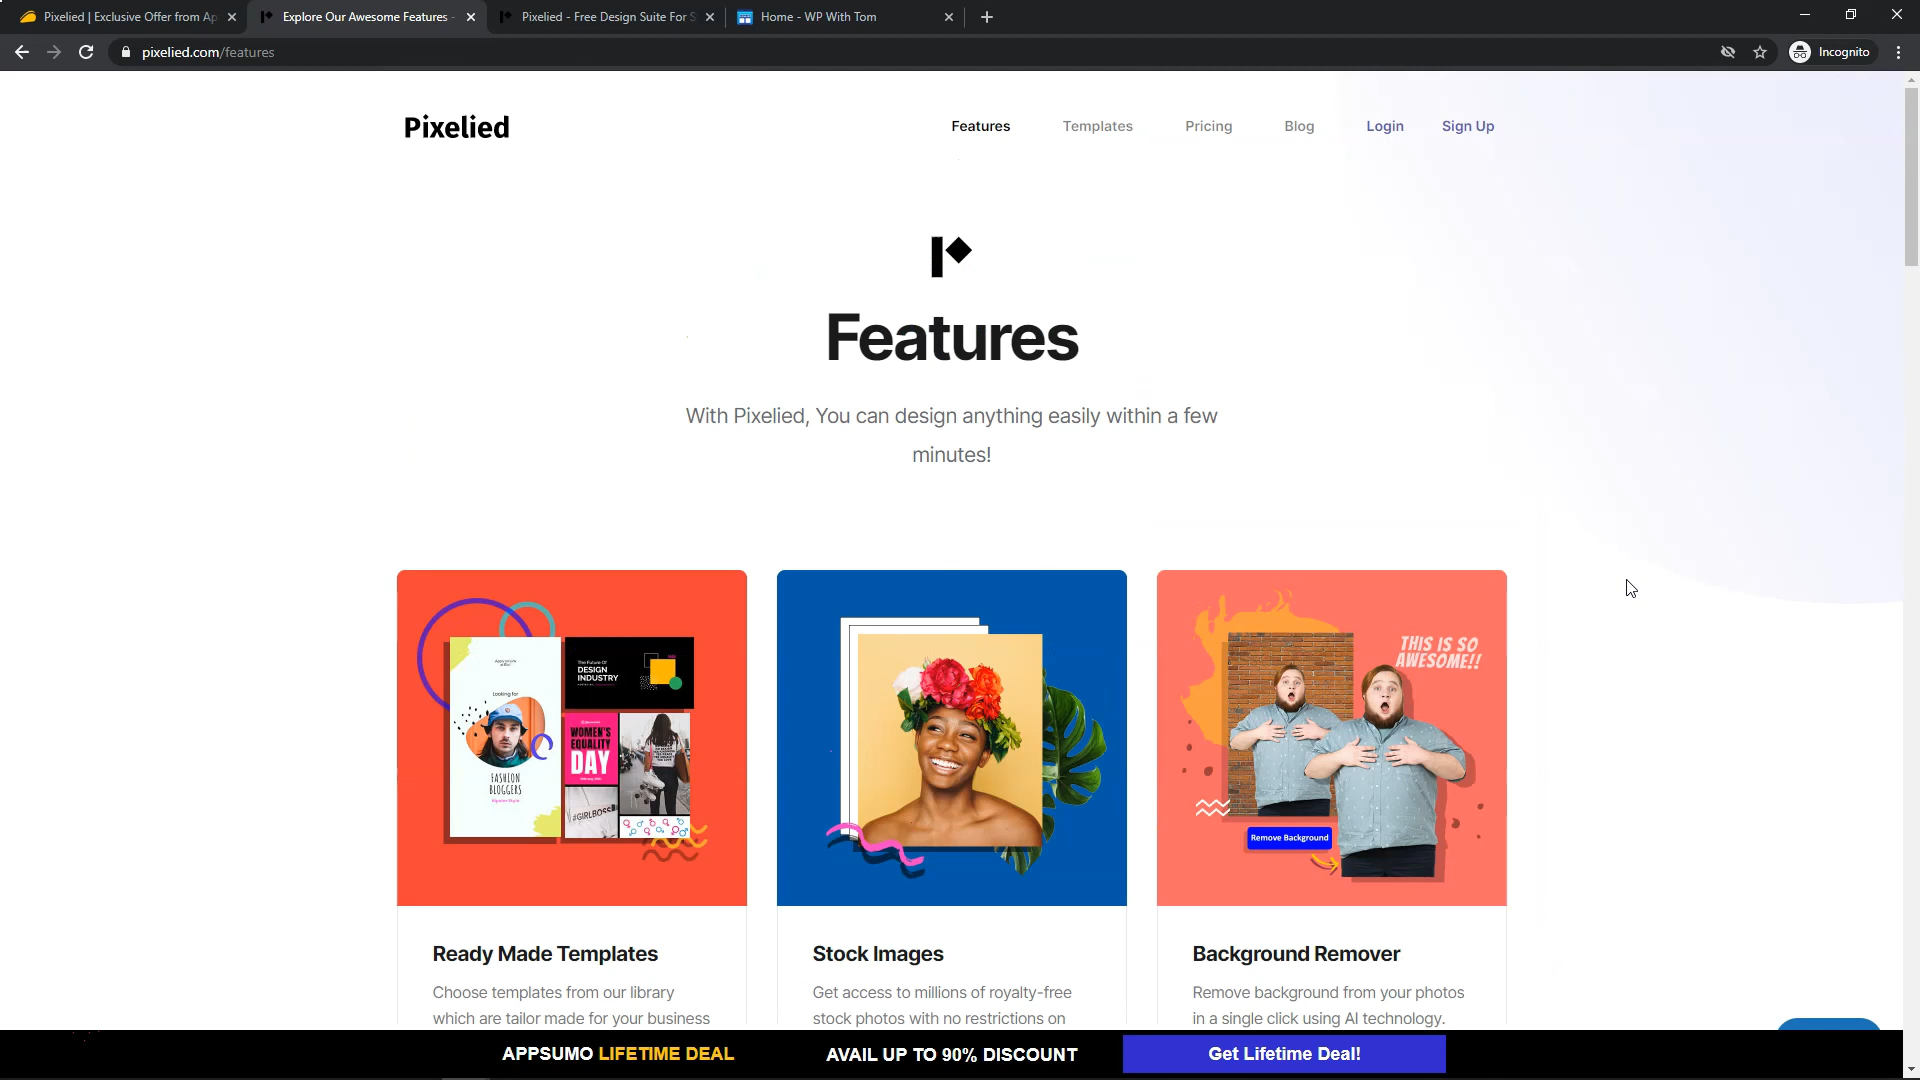 Pixelied | Exclusive Offer from Ap
Explore Our Awesome Features -
Pixelied - Free Design Suite For S
Home - WP With Tom
pixelied.com/features
Incognito
Pixelied
Features
Templates
Pricing
Blog
Login
Sign Up
Features
With Pixelied, You can design anything easily within a few
minutes!
Looking for
FASHION
BLOGGERS
The Future Of
DESIGN
INDUSTRY
WOMEN'S
EQUALITY
DAY
#GIRLBOSS
THIS IS SO
AWESOME!!
Remove Background
Ready Made Templates
Choose templates from our library
which are tailor made for your business
Stock Images
Get access to millions of royalty-free
stock photos with no restrictions on
Background Remover
Remove background from your photos
in a single click using AI technology.
APPSUMO LIFETIME DEAL
AVAIL UP TO 90% DISCOUNT
Get Lifetime Deal!